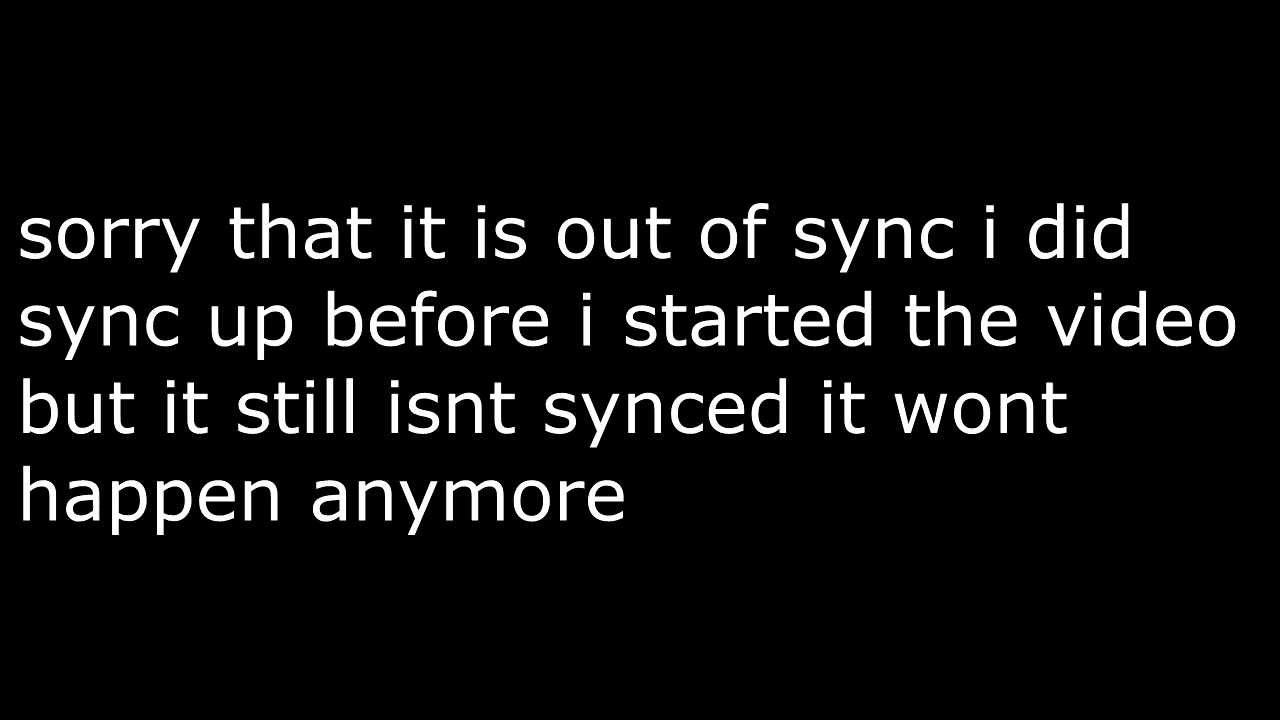 sorry that it is out of sync i did
sync up before i started the video
but it still isnt synced it wont
happen anymore